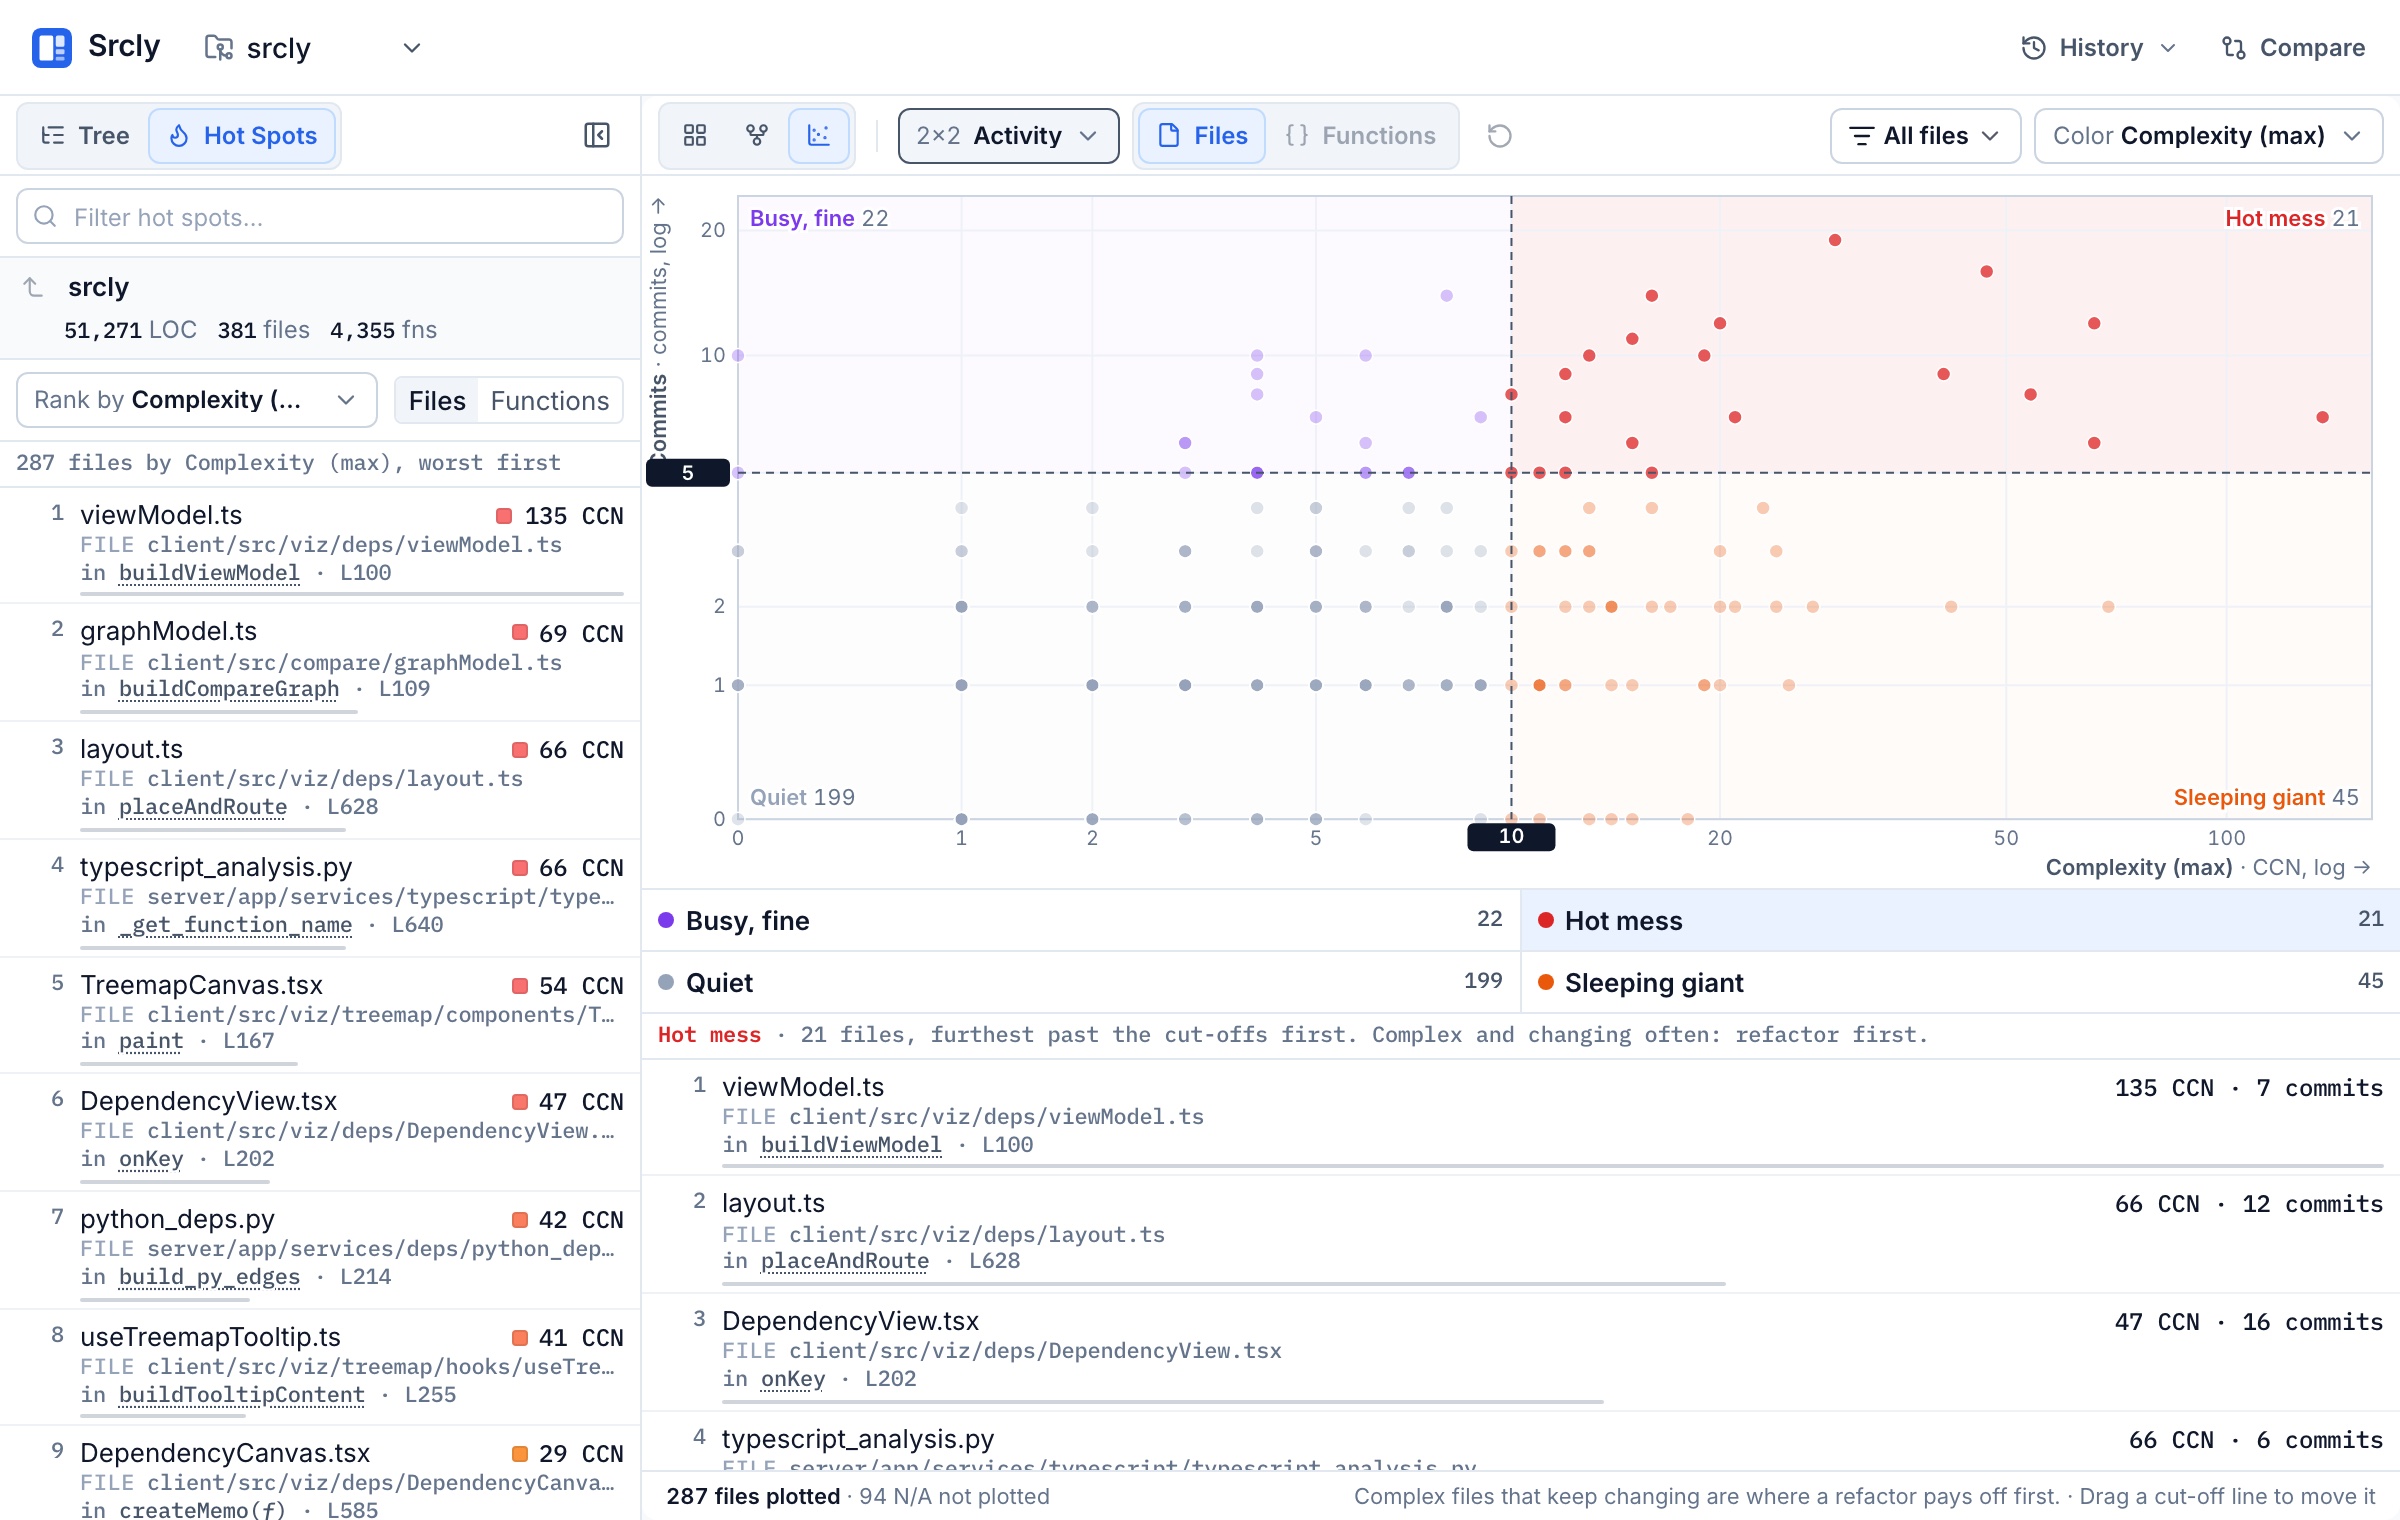 Srcly
srcly
History
Compare
Tree
Hot Spots
2×2 Activity
Files
Functions
All files
Color Complexity (max)
Filter hot spots...
srcly
51,271 LOC 381 files 4,355 fns
Rank by Complexity (...
Files
Functions
287 files by Complexity (max), worst first
1 viewModel.ts 135 CCN
FILE client/src/viz/deps/viewModel.ts
in buildViewModel · L100
2 graphModel.ts 69 CCN
FILE client/src/compare/graphModel.ts
in buildCompareGraph · L109
3 layout.ts 66 CCN
FILE client/src/viz/deps/layout.ts
in placeAndRoute · L628
4 typescript_analysis.py 66 CCN
FILE server/app/services/typescript/type…
in _get_function_name · L640
5 TreemapCanvas.tsx 54 CCN
FILE client/src/viz/treemap/components/T…
in paint · L167
6 DependencyView.tsx 47 CCN
FILE client/src/viz/deps/DependencyView.…
in onKey · L202
7 python_deps.py 42 CCN
FILE server/app/services/deps/python_dep…
in build_py_edges · L214
8 useTreemapTooltip.ts 41 CCN
FILE client/src/viz/treemap/hooks/useTre…
in buildTooltipContent · L255
9 DependencyCanvas.tsx 29 CCN
FILE client/src/viz/deps/DependencyCanva…
in createMemo(ƒ) · L585
Commits · commits, log →
Busy, fine 22
Hot mess 21
20
10
5
2
1
0
Quiet 199
Sleeping giant 45
0 1 2 5 10 20 50 100
Complexity (max) · CCN, log →
Busy, fine 22
Hot mess 21
Quiet 199
Sleeping giant 45
Hot mess · 21 files, furthest past the cut-offs first. Complex and changing often: refactor first.
1 viewModel.ts 135 CCN · 7 commits
FILE client/src/viz/deps/viewModel.ts
in buildViewModel · L100
2 layout.ts 66 CCN · 12 commits
FILE client/src/viz/deps/layout.ts
in placeAndRoute · L628
3 DependencyView.tsx 47 CCN · 16 commits
FILE client/src/viz/deps/DependencyView.tsx
in onKey · L202
4 typescript_analysis.py 66 CCN · 6 commits
FILE server/app/services/typescript/typescript_analysis.py
287 files plotted · 94 N/A not plotted
Complex files that keep changing are where a refactor pays off first. · Drag a cut-off line to move it